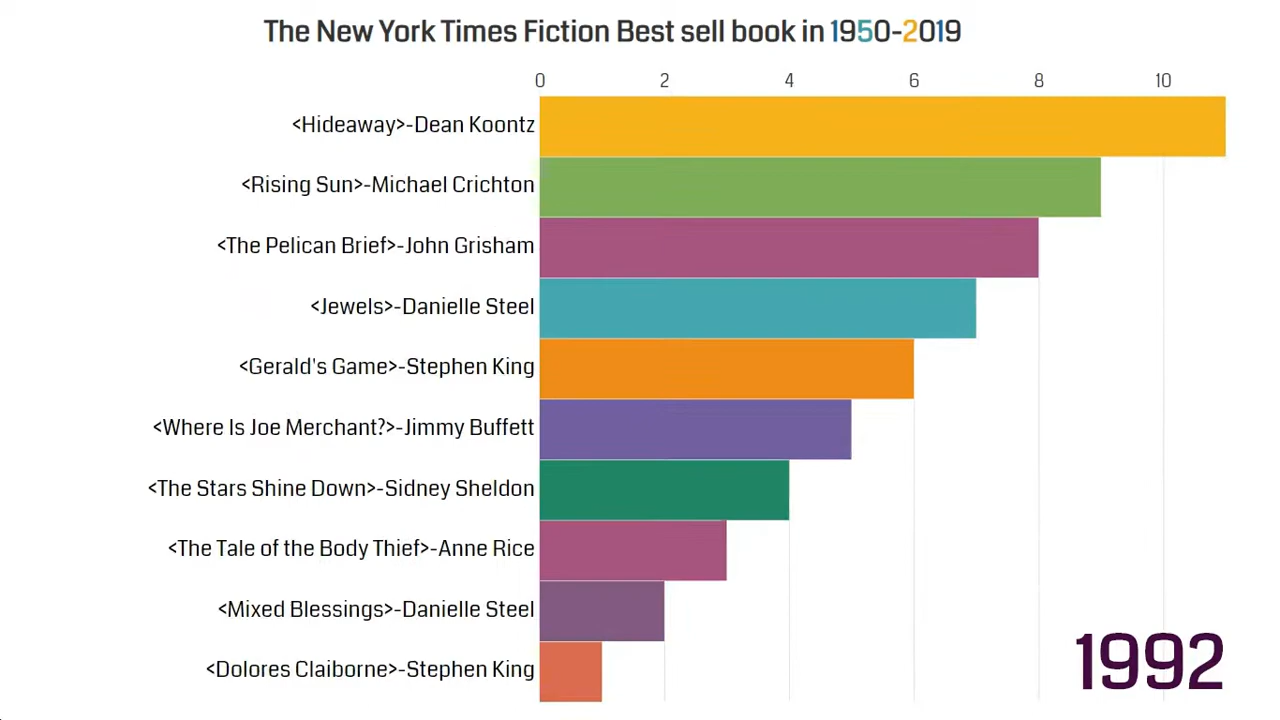 The New York Times Fiction Best sell book in 1950-2019
0 2 4 6 8 10
<Hideaway>-Dean Koontz
<Rising Sun>-Michael Crichton
<The Pelican Brief>-John Grisham
<Jewels>-Danielle Steel
<Gerald's Game>-Stephen King
<Where Is Joe Merchant?>-Jimmy Buffett
<The Stars Shine Down>-Sidney Sheldon
<The Tale of the Body Thief>-Anne Rice
<Mixed Blessings>-Danielle Steel
<Dolores Claiborne>-Stephen King
1992